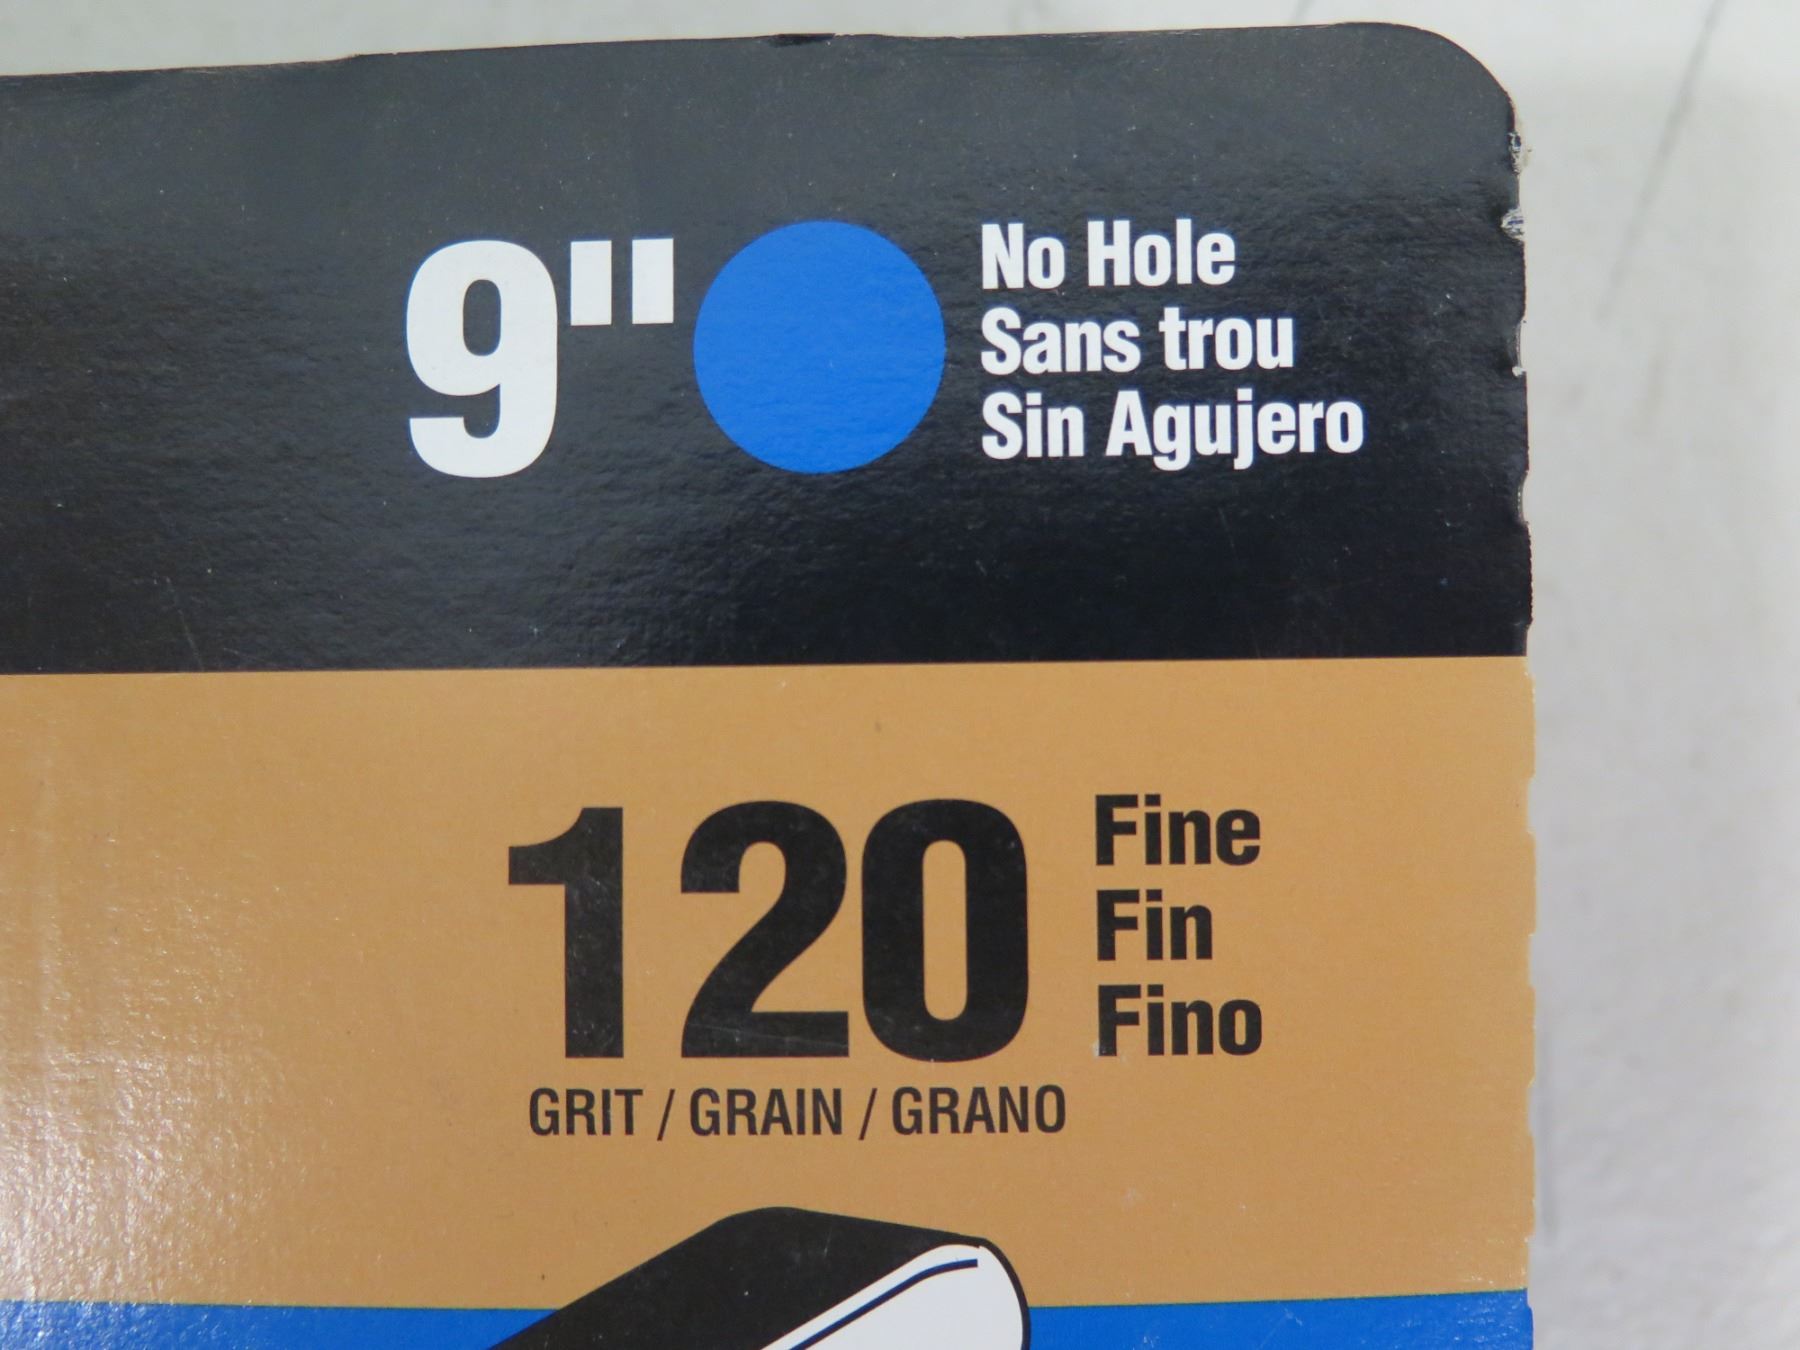 9"
No Hole
Sans trou
Sin Agujero
120
Fine
Fin
Fino
GRIT / GRAIN / GRANO